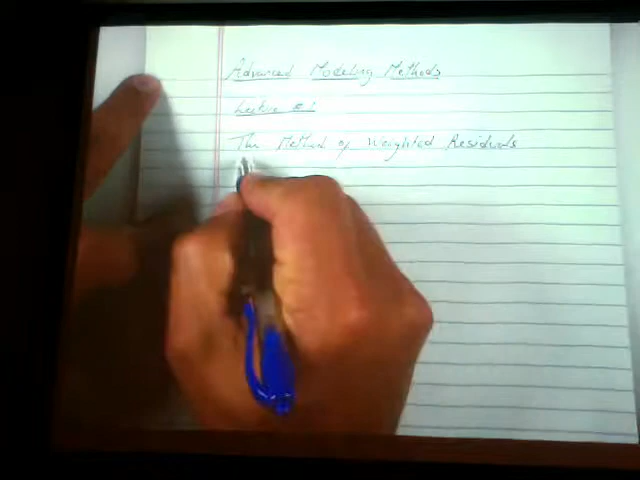 Advanced Modeling Methods
Lecture #1
The Method of Weighted Residuals